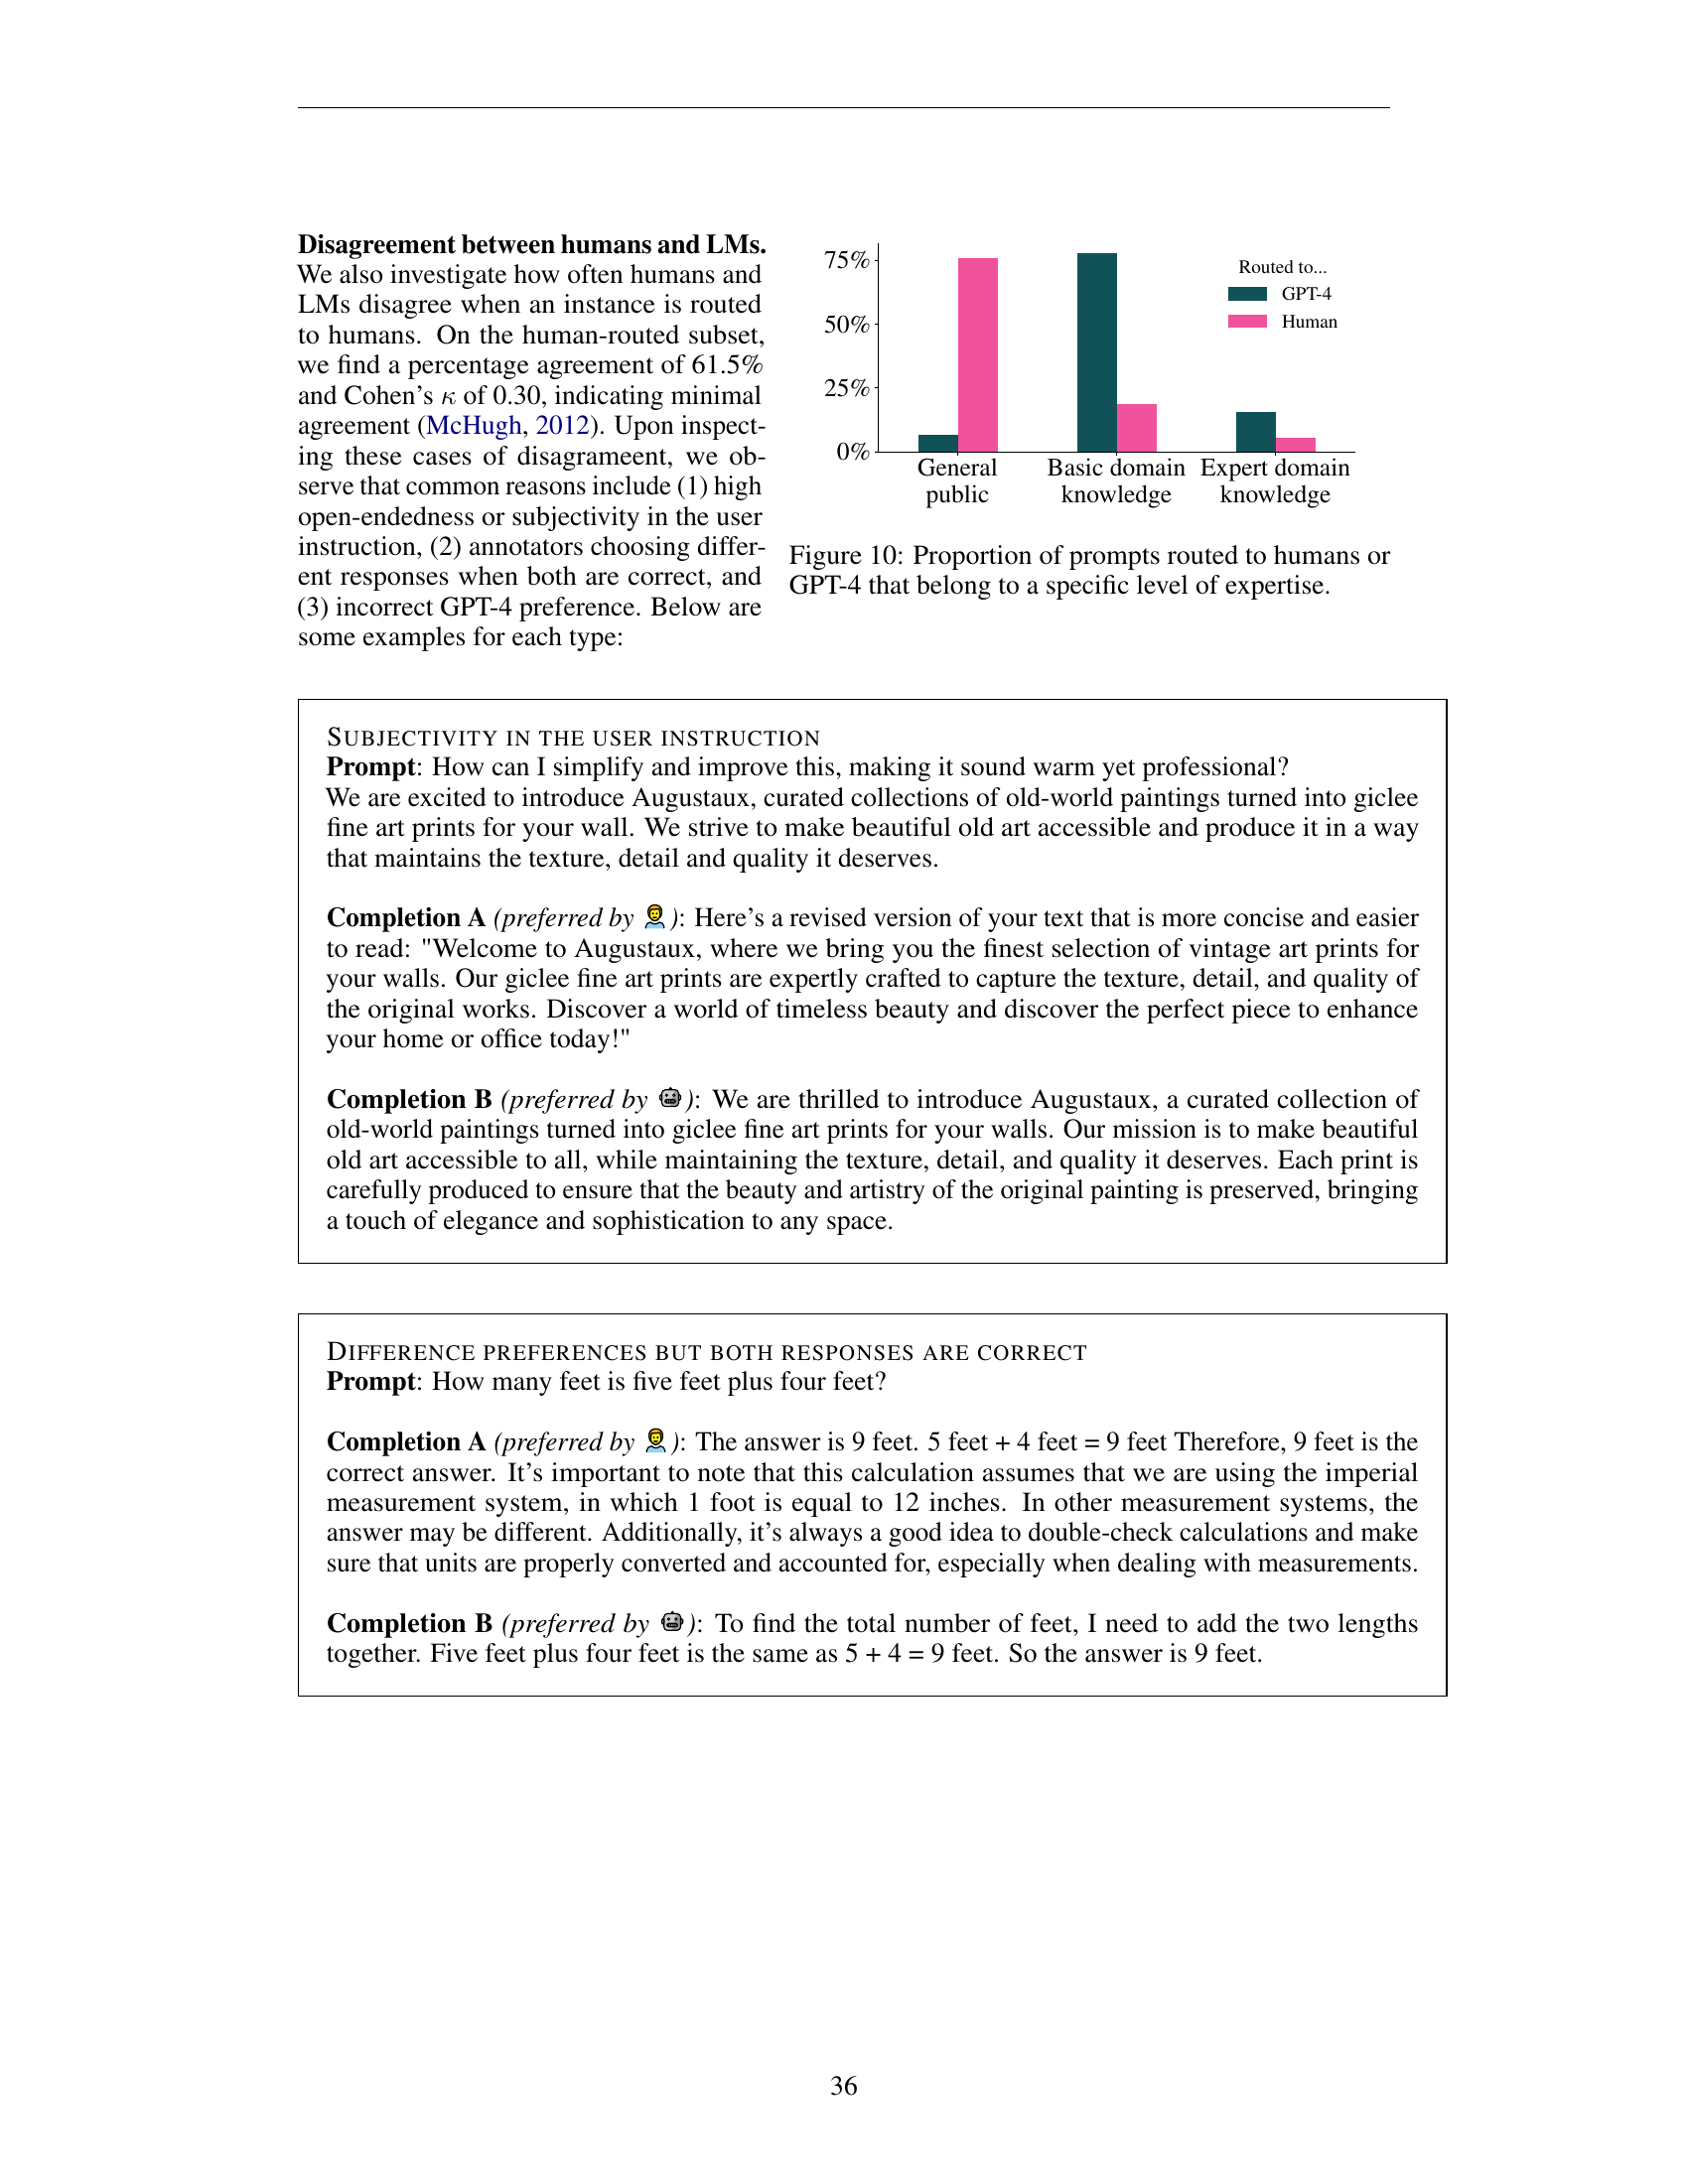 Disagreement between humans and LMs.
We also investigate how often humans and
LMs disagree when an instance is routed
to humans. On the human-routed subset,
we find a percentage agreement of 61.5%
and Cohen's κ of 0.30, indicating minimal
agreement (McHugh, 2012). Upon inspect-
ing these cases of disagrameent, we ob-
serve that common reasons include (1) high
open-endedness or subjectivity in the user
instruction, (2) annotators choosing differ-
ent responses when both are correct, and
(3) incorrect GPT-4 preference. Below are
some examples for each type:
75%
50%
25%
0%
Routed to...
GPT-4
Human
General public
Basic domain knowledge
Expert domain knowledge
Figure 10: Proportion of prompts routed to humans or
GPT-4 that belong to a specific level of expertise.
SUBJECTIVITY IN THE USER INSTRUCTION
Prompt: How can I simplify and improve this, making it sound warm yet professional?
We are excited to introduce Augustaux, curated collections of old-world paintings turned into giclee
fine art prints for your wall. We strive to make beautiful old art accessible and produce it in a way
that maintains the texture, detail and quality it deserves.
Completion A (preferred by ): Here's a revised version of your text that is more concise and easier
to read: "Welcome to Augustaux, where we bring you the finest selection of vintage art prints for
your walls. Our giclee fine art prints are expertly crafted to capture the texture, detail, and quality of
the original works. Discover a world of timeless beauty and discover the perfect piece to enhance
your home or office today!"
Completion B (preferred by ): We are thrilled to introduce Augustaux, a curated collection of
old-world paintings turned into giclee fine art prints for your walls. Our mission is to make beautiful
old art accessible to all, while maintaining the texture, detail, and quality it deserves. Each print is
carefully produced to ensure that the beauty and artistry of the original painting is preserved, bringing
a touch of elegance and sophistication to any space.
DIFFERENCE PREFERENCES BUT BOTH RESPONSES ARE CORRECT
Prompt: How many feet is five feet plus four feet?
Completion A (preferred by ): The answer is 9 feet. 5 feet + 4 feet = 9 feet Therefore, 9 feet is the
correct answer. It's important to note that this calculation assumes that we are using the imperial
measurement system, in which 1 foot is equal to 12 inches. In other measurement systems, the
answer may be different. Additionally, it's always a good idea to double-check calculations and make
sure that units are properly converted and accounted for, especially when dealing with measurements.
Completion B (preferred by ): To find the total number of feet, I need to add the two lengths
together. Five feet plus four feet is the same as 5 + 4 = 9 feet. So the answer is 9 feet.
36